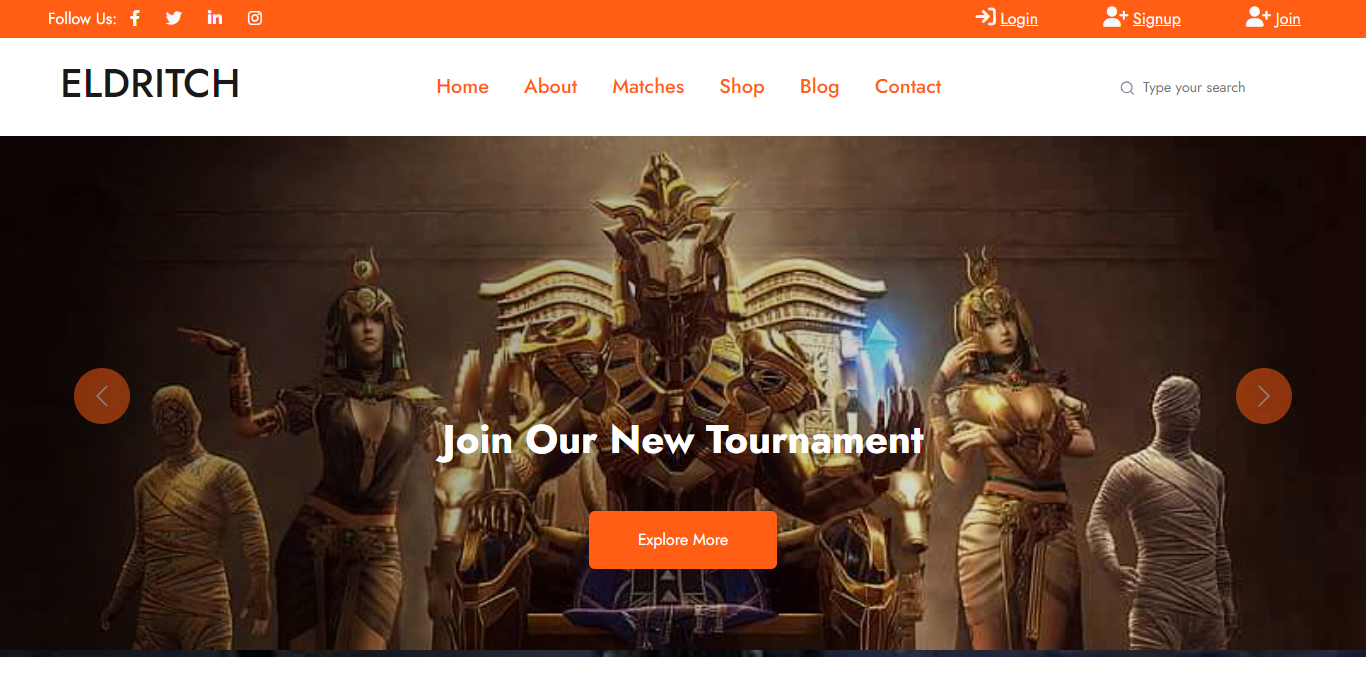 Follow Us: Login Signup Join
ELDRITCH Home About Matches Shop Blog Contact Type your search
Join Our New Tournament
Explore More